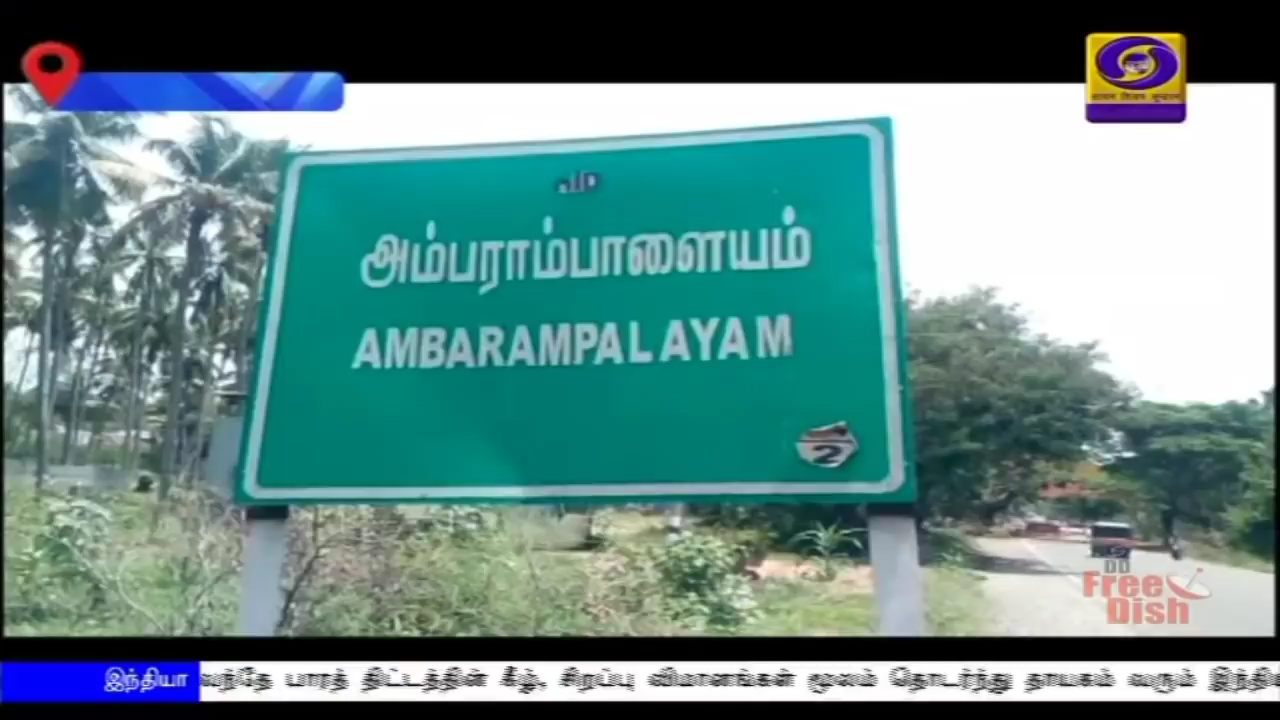 அம்பராம்பாளையம்
AMBARAMPALAYAM
2
DD
Free
Dish
இந்தியா வந்தே பாரத் திட்டத்தின் கீழ், சிறப்பு விமானங்கள் மூலம் தொடர்ந்து தாயகம் வரும்